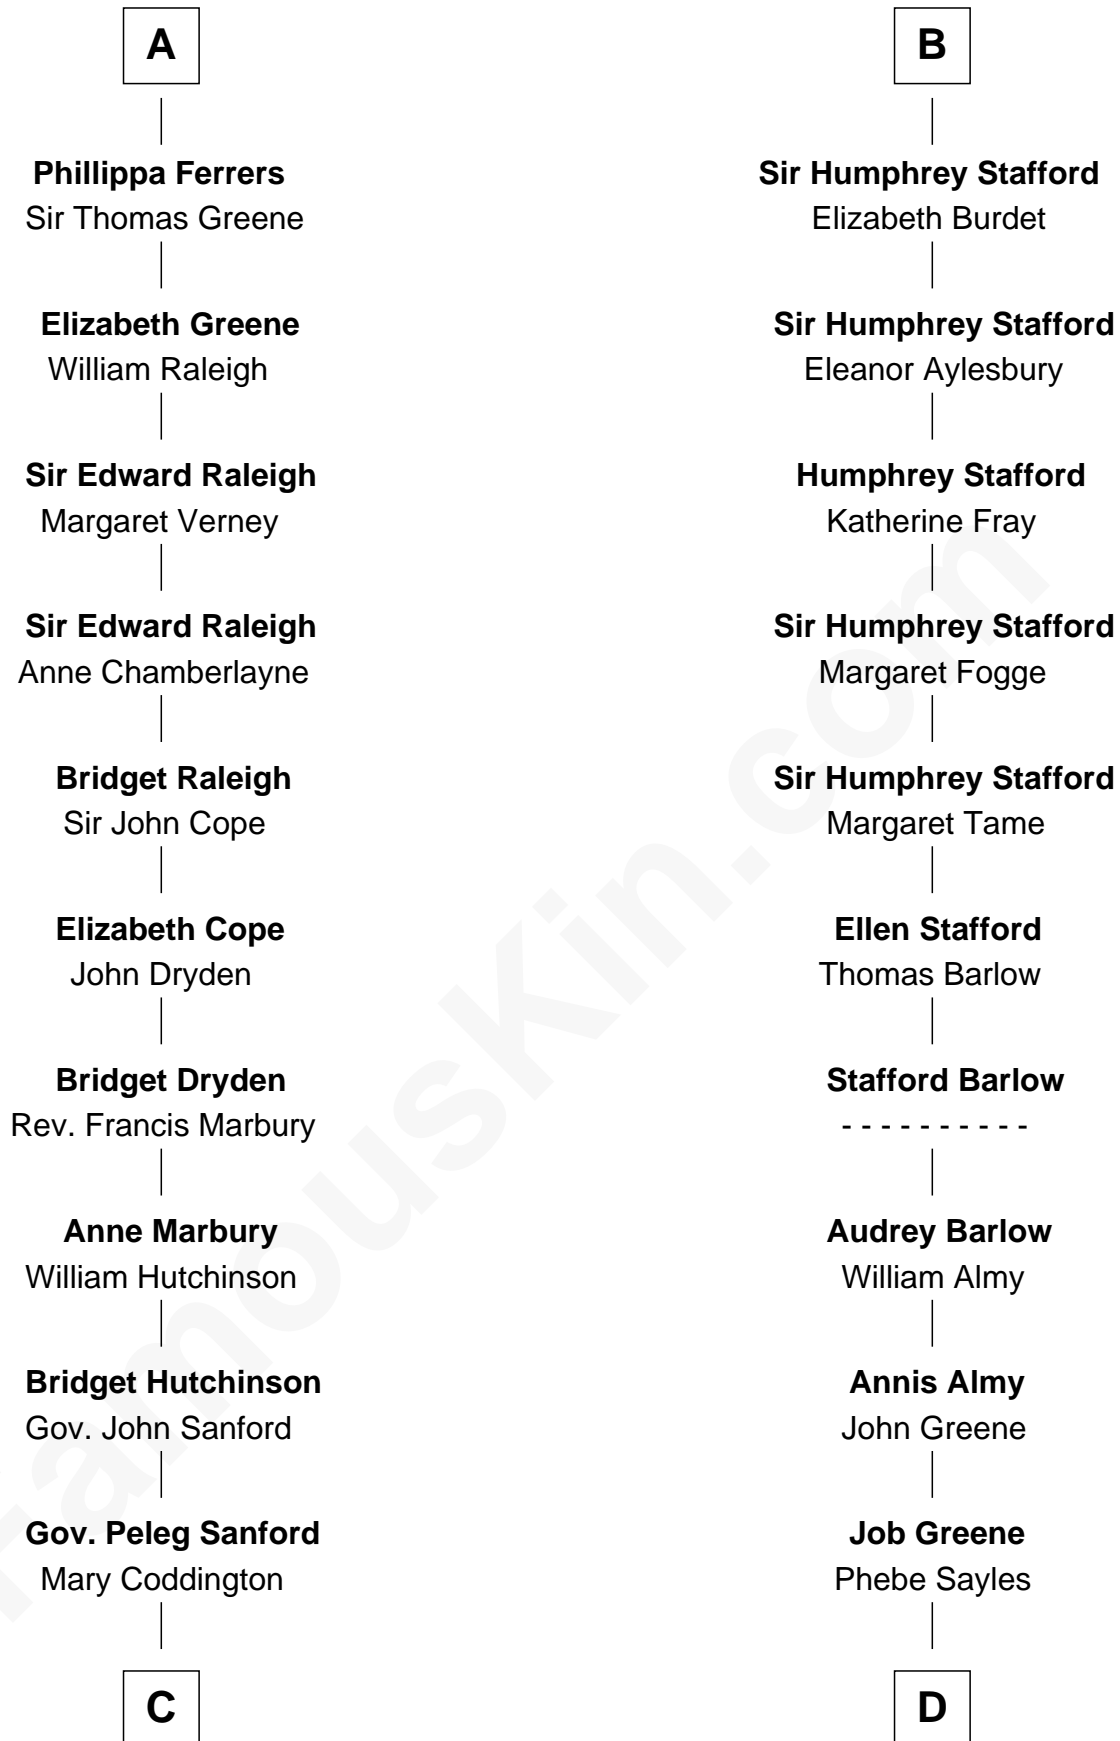 A
Phillippa Ferrers
Sir Thomas Greene
Elizabeth Greene
William Raleigh
Sir Edward Raleigh
Margaret Verney
Sir Edward Raleigh
Anne Chamberlayne
Bridget Raleigh
Sir John Cope
Elizabeth Cope
John Dryden
Bridget Dryden
Rev. Francis Marbury
Anne Marbury
William Hutchinson
Bridget Hutchinson
Gov. John Sanford
Gov. Peleg Sanford
Mary Coddington
C
B
Sir Humphrey Stafford
Elizabeth Burdet
Sir Humphrey Stafford
Eleanor Aylesbury
Humphrey Stafford
Katherine Fray
Sir Humphrey Stafford
Margaret Fogge
Sir Humphrey Stafford
Margaret Tame
Ellen Stafford
Thomas Barlow
Stafford Barlow
- - - - - - - - - -
Audrey Barlow
William Almy
Annis Almy
John Greene
Job Greene
Phebe Sayles
D
FamousKin.com